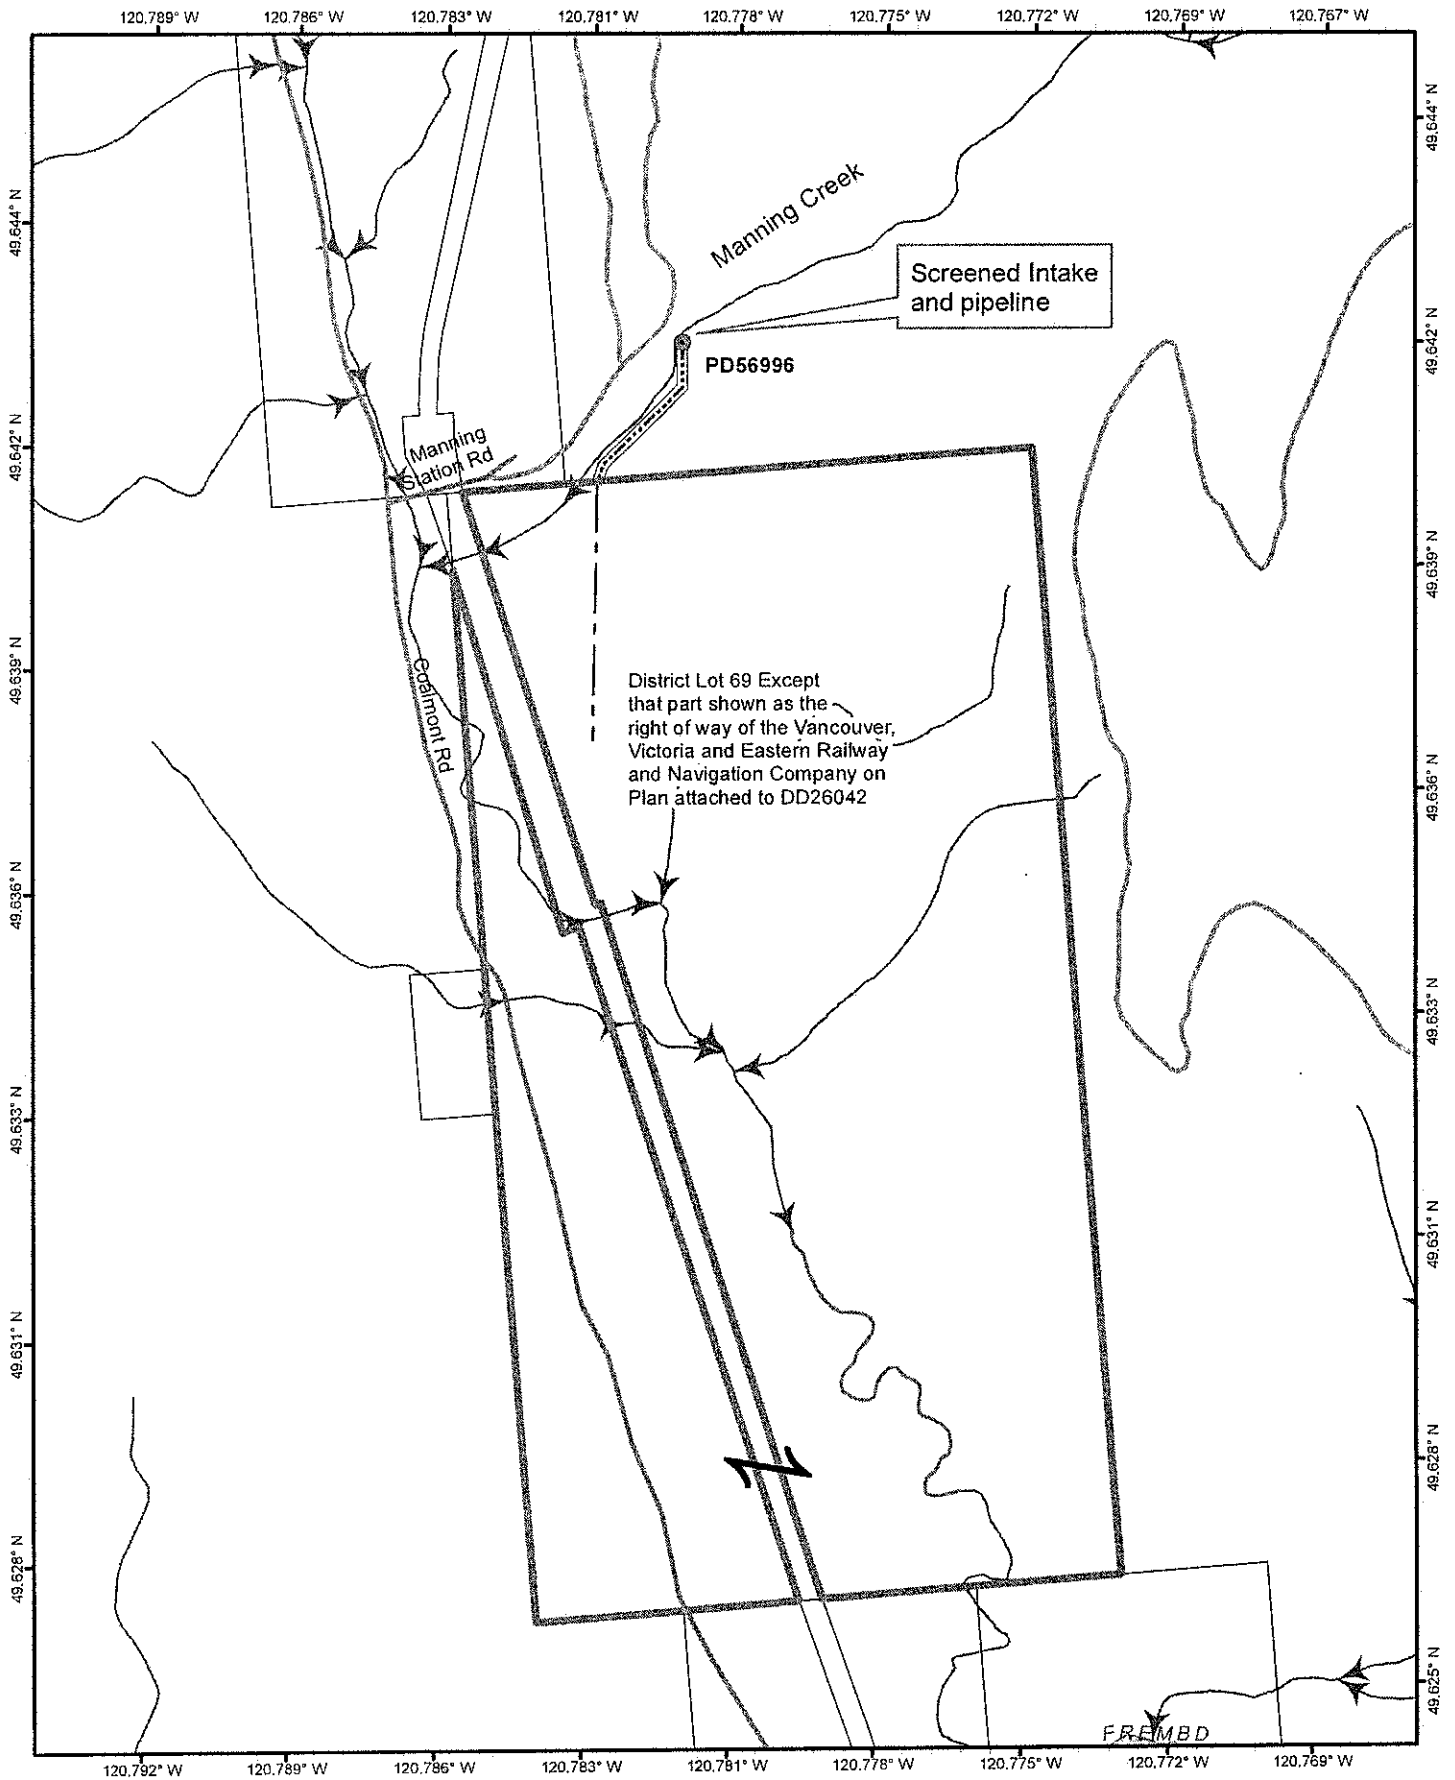 120.789° W
120.786° W
120.783° W
120.781° W
120.778° W
120.775° W
120.772° W
120.769° W
120.767° W
49.644° N
49.642° N
49.639° N
49.636° N
49.633° N
49.631° N
49.628° N
49.644° N
49.642° N
49.639° N
49.636° N
49.633° N
49.631° N
49.628° N
49.625° N
Manning Creek
Screened Intake
and pipeline
PD56996
Manning
Station Rd
Coalmont Rd
District Lot 69 Except
that part shown as the
right of way of the Vancouver,
Victoria and Eastern Railway
and Navigation Company on
Plan attached to DD26042
FREMBD
120.792° W
120.789° W
120.786° W
120.783° W
120.781° W
120.778° W
120.775° W
120.772° W
120.769° W